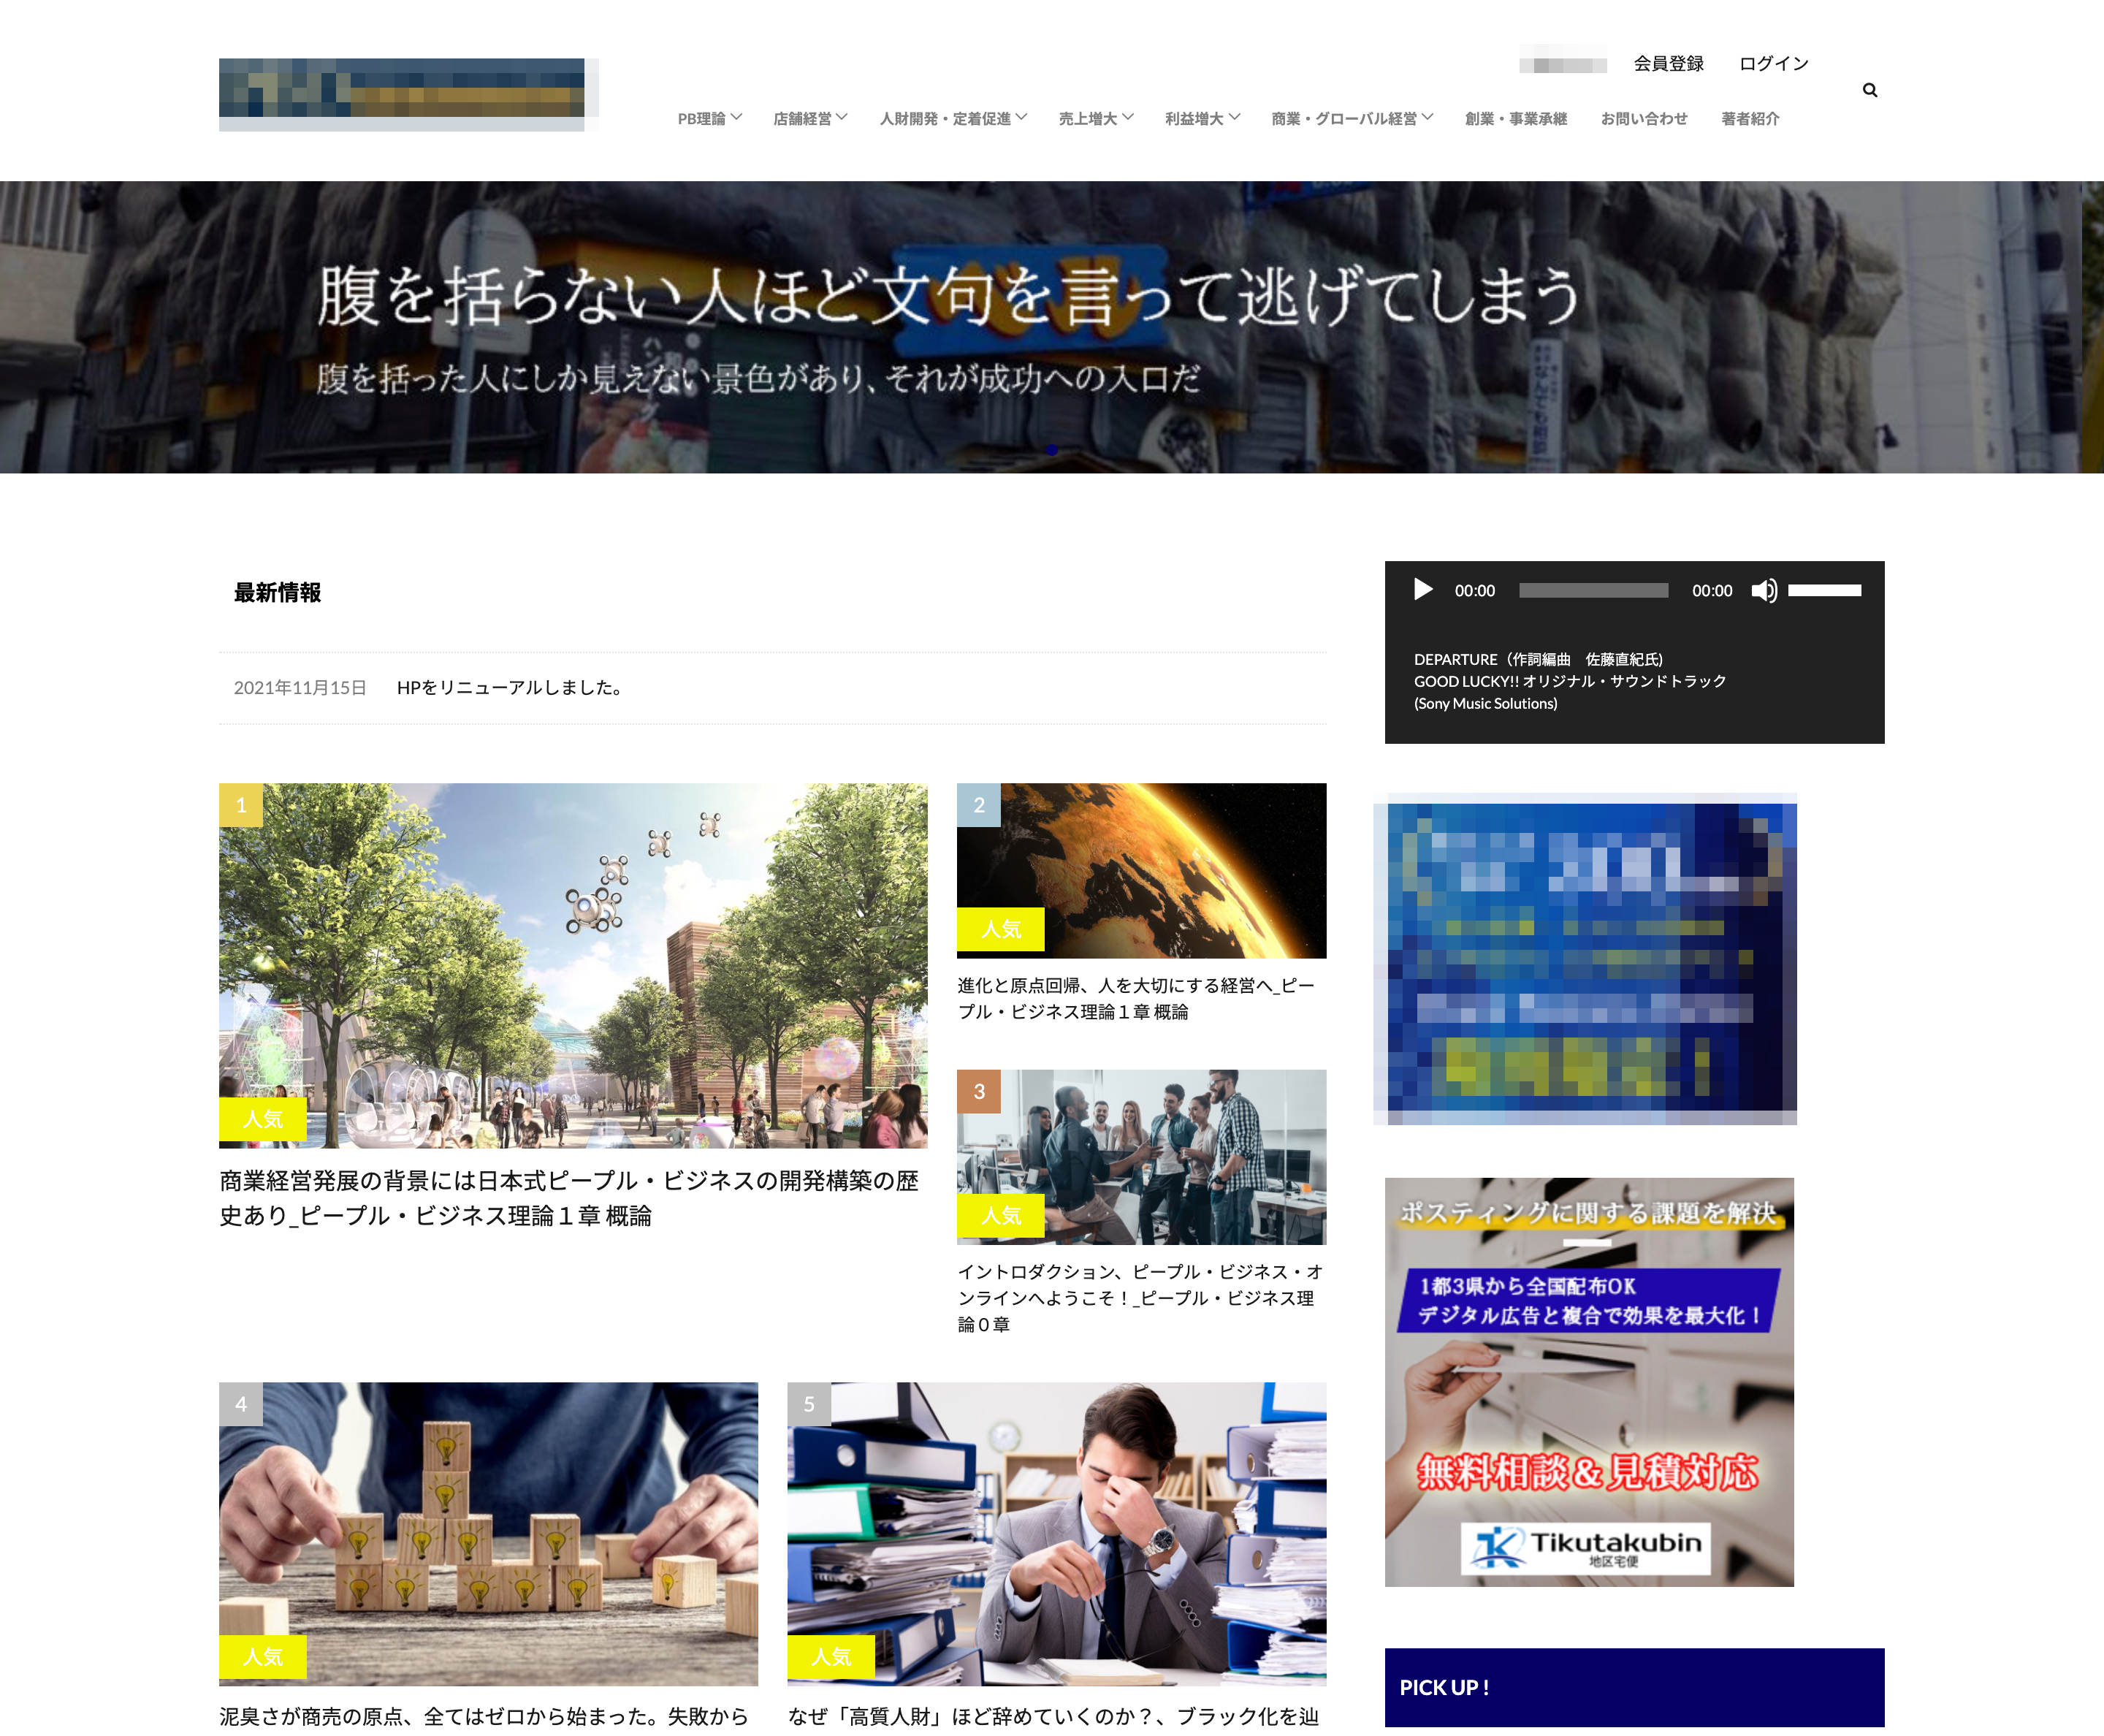 会員登録 ログイン
PB理論 店舗経営 人財開発・定着促進 売上増大 利益増大 商業・グローバル経営 創業・事業承継 お問い合わせ 著者紹介
腹を括らない人ほど文句を言って逃げてしまう
腹を括った人にしか見えない景色があり、それが成功への入口だ
最新情報
2021年11月15日 HPをリニューアルしました。
1
人気
商業経営発展の背景には日本式ピープル・ビジネスの開発構築の歴
史あり_ピープル・ビジネス理論１章 概論
2
人気
進化と原点回帰、人を大切にする経営へ_ピー
プル・ビジネス理論１章 概論
3
人気
イントロダクション、ピープル・ビジネス・オ
ンラインへようこそ！_ピープル・ビジネス理
論０章
4
人気
泥臭さが商売の原点、全てはゼロから始まった。失敗から
5
人気
なぜ「高質人財」ほど辞めていくのか？、ブラック化を辿
00:00 00:00
DEPARTURE（作詞編曲　佐藤直紀氏)
GOOD LUCKY!! オリジナル・サウンドトラック
(Sony Music Solutions)
ポスティングに関する課題を解決
1都3県から全国配布OK
デジタル広告と複合で効果を最大化！
無料相談＆見積対応
Tikutakubin
地区宅便
PICK UP !